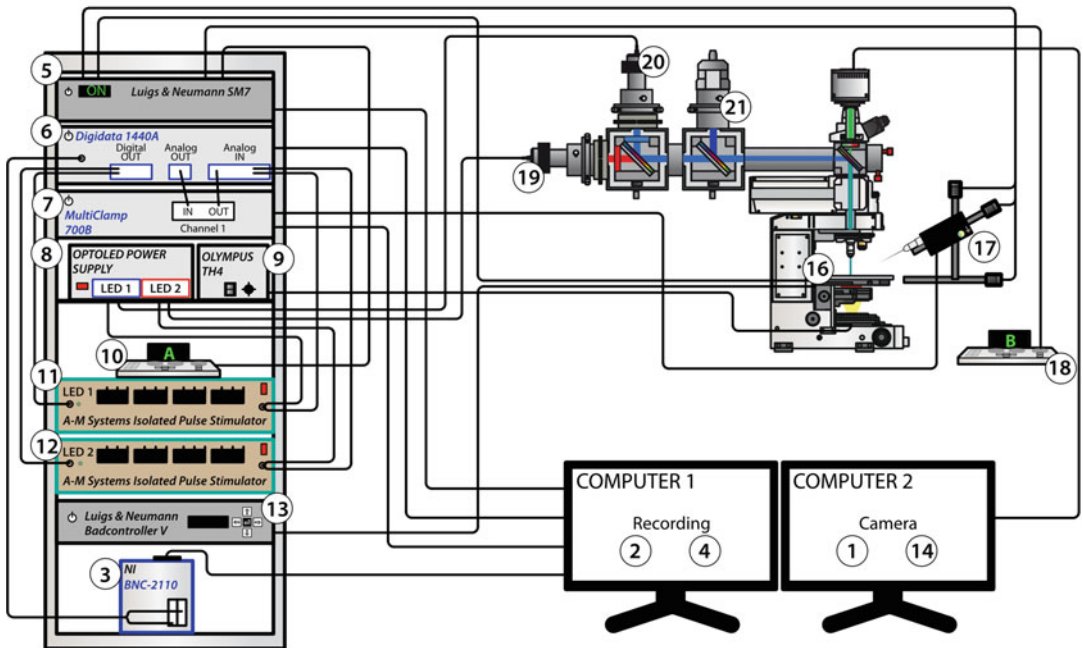 5
ON
Luigs & Neumann SM7
6
Digidata 1440A
Digital
OUT
Analog
OUT
Analog
IN
7
MultiClamp
700B
IN OUT
Channel 1
8
OPTOLED POWER
SUPPLY
LED 1 LED 2
OLYMPUS
TH4
9
10
A
11
LED 1
A-M Systems Isolated Pulse Stimulator
12
LED 2
A-M Systems Isolated Pulse Stimulator
13
Luigs & Neumann
Badcontroller V
3
NI
BNC-2110
19
20
21
16
17
B
18
COMPUTER 1
Recording
2 4
COMPUTER 2
Camera
1 14